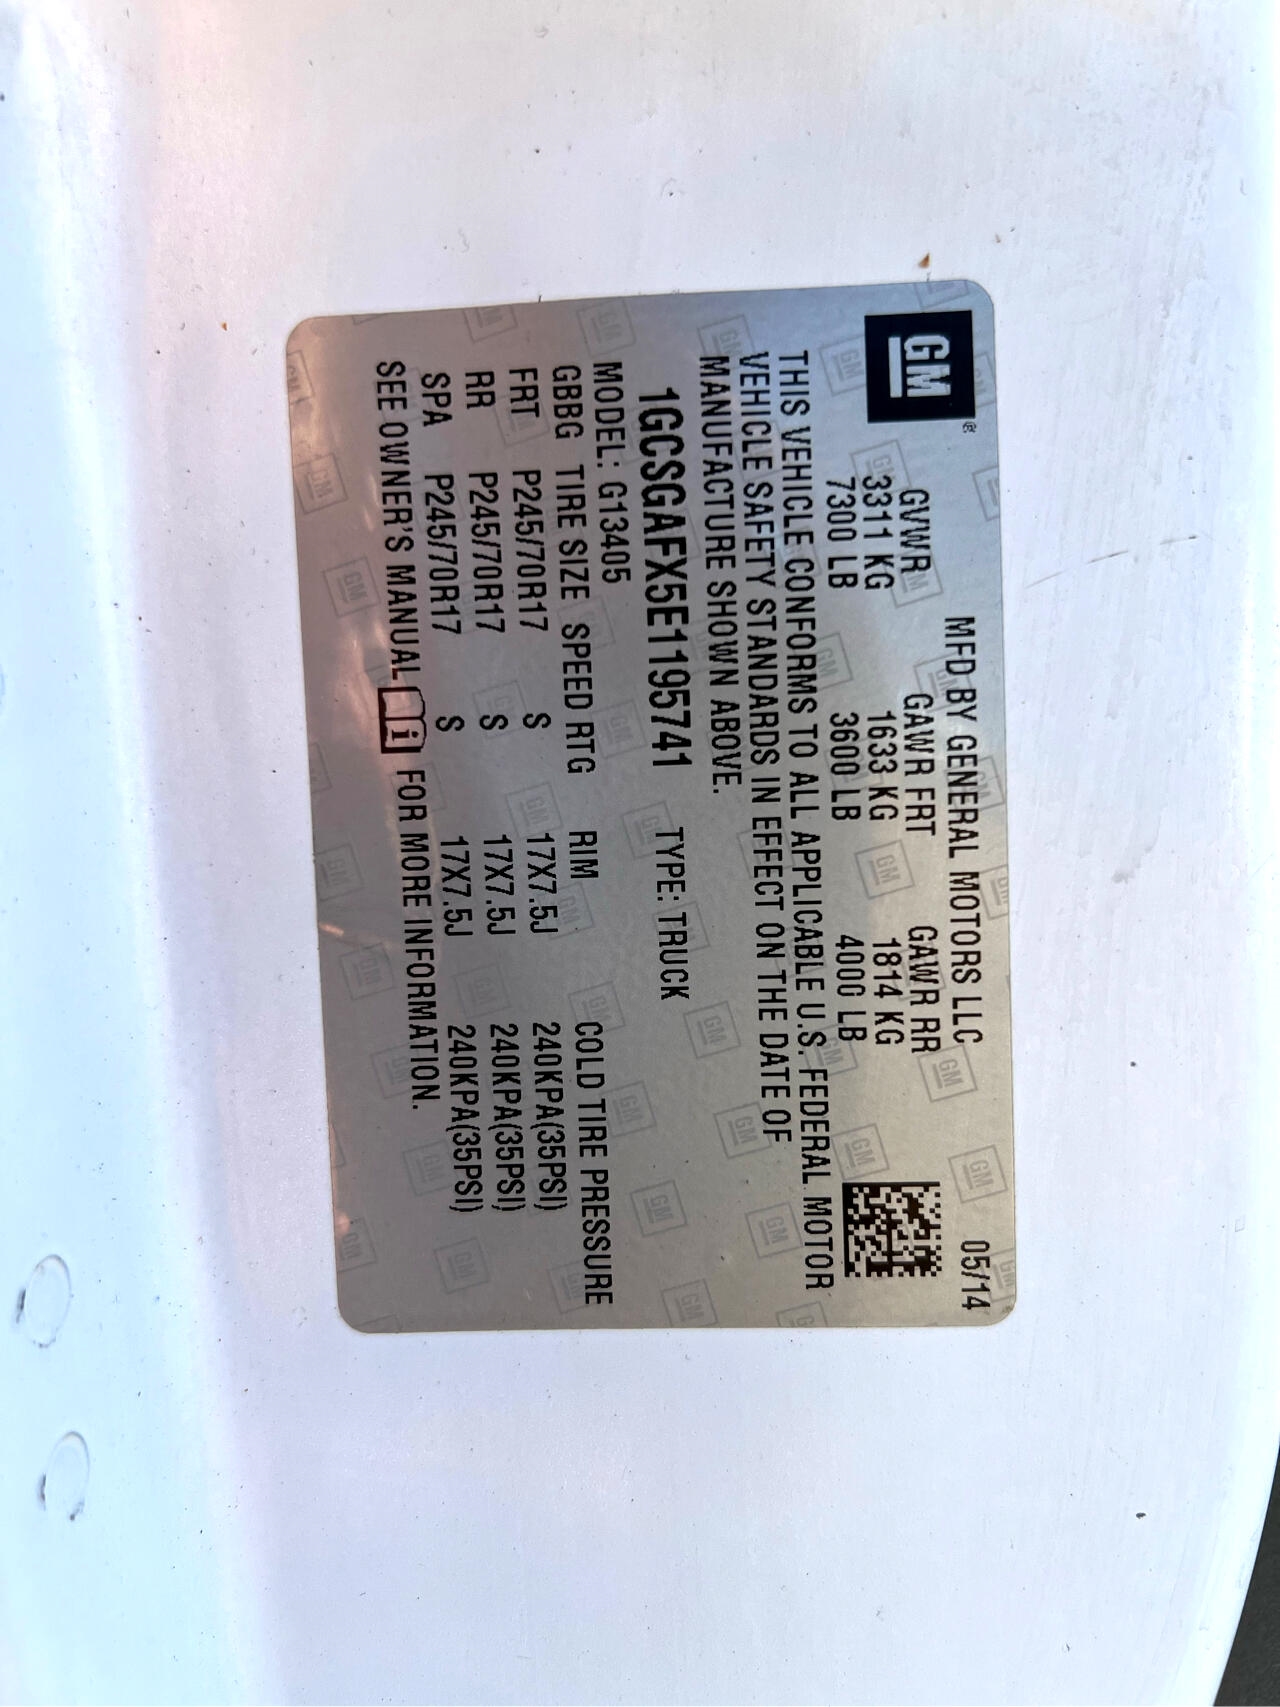 GM®
MFD BY GENERAL MOTORS LLC 05/14
GVWR GAWR FRT GAWR RR
3311 KG 1633 KG 1814 KG
7300 LB 3600 LB 4000 LB
THIS VEHICLE CONFORMS TO ALL APPLICABLE U.S. FEDERAL MOTOR
VEHICLE SAFETY STANDARDS IN EFFECT ON THE DATE OF
MANUFACTURE SHOWN ABOVE.
1GCSGAFX5E1195741 TYPE: TRUCK
MODEL: G13405
GBBG TIRE SIZE SPEED RTG RIM COLD TIRE PRESSURE
FRT P245/70R17 S 17X7.5J 240KPA(35PSI)
RR P245/70R17 S 17X7.5J 240KPA(35PSI)
SPA P245/70R17 S 17X7.5J 240KPA(35PSI)
SEE OWNER'S MANUAL i FOR MORE INFORMATION.